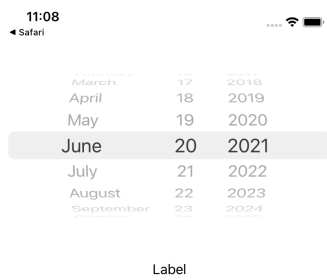 11:08
◀ Safari
March 17 2018
April 18 2019
May 19 2020
June 20 2021
July 21 2022
August 22 2023
September 23 2024
Label